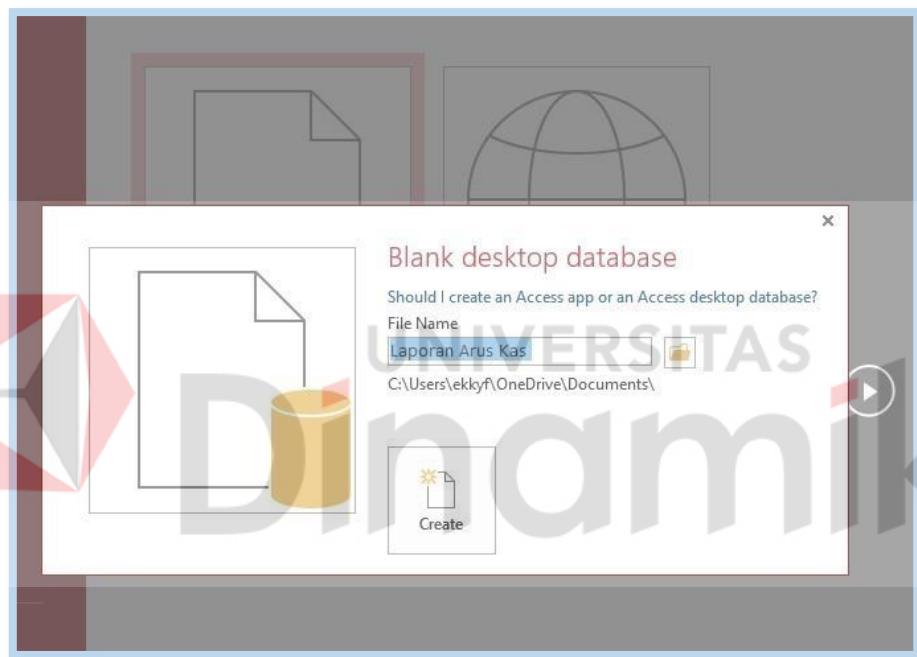 Blank desktop database
Should I create an Access app or an Access desktop database?
File Name
Laporan Arus Kas
C:\Users\ekkyf\OneDrive\Documents\
Create
UNIVERSITAS
Dinamik